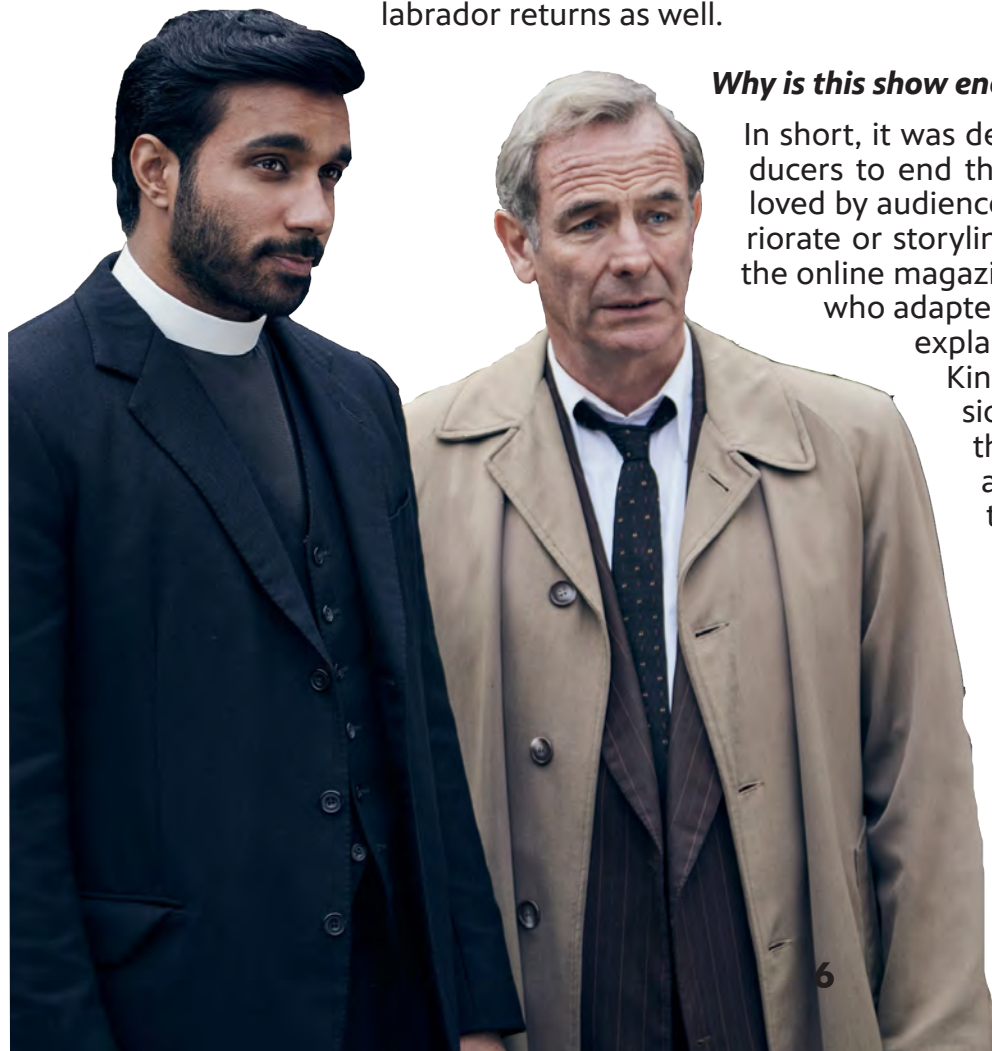 labrador returns as well.
Why is this show en
In short, it was de
ducers to end th
loved by audienc
riorate or storylin
the online magazi
who adapte
expla
Kin
sic
th
a
t
6